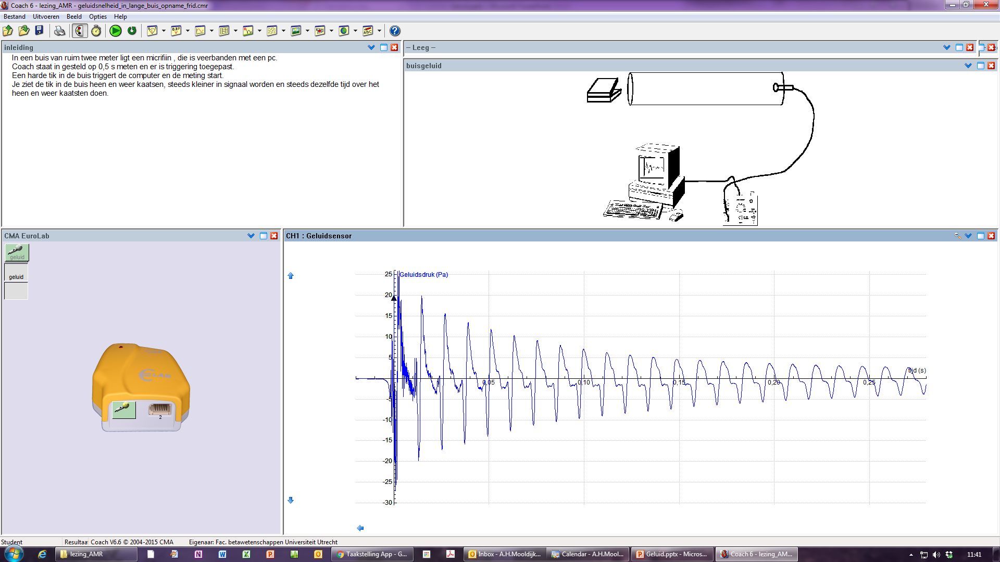 Coach 6 - lezing_AMR - geluidsnelheid_in_lange_buis_opname_frid.cmr
Bestand Uitvoeren Beeld Opties Help
0.37
ABC
inleiding
In een buis van ruim twee meter ligt een micrifiin , die is veerbanden met een pc.
Coach staat in gesteld op 0,5 s meten en er is triggering toegepast.
Een harde tik in de buis triggert de computer en de meting start.
Je ziet de tik in de buis heen en weer kaatsen, steeds kleiner in signaal worden en steeds dezelfde tijd over het
heen en weer kaatsten doen.
– Leeg –
buisgeluid
CMA EuroLab
geluid
geluid
2
CH1 : Geluidsensor
Geluidsdruk (Pa)
25
20
15
10
5
-5
-10
-15
-20
-25
-30
0,05 0,10 0,15 0,20 0,25
tijd (s)
Student Resultaa Coach V6.6 © 2004-2015 CMA Eigenaar: Fac. betawetenschappen Universiteit Utrecht
lezing_AMR
Taakstelling App - G...
Inbox - A.H.Mooldijk...
Calendar - A.H.Mool...
Geluid.pptx - Micros...
Coach 6 - lezing_AM...
11:41